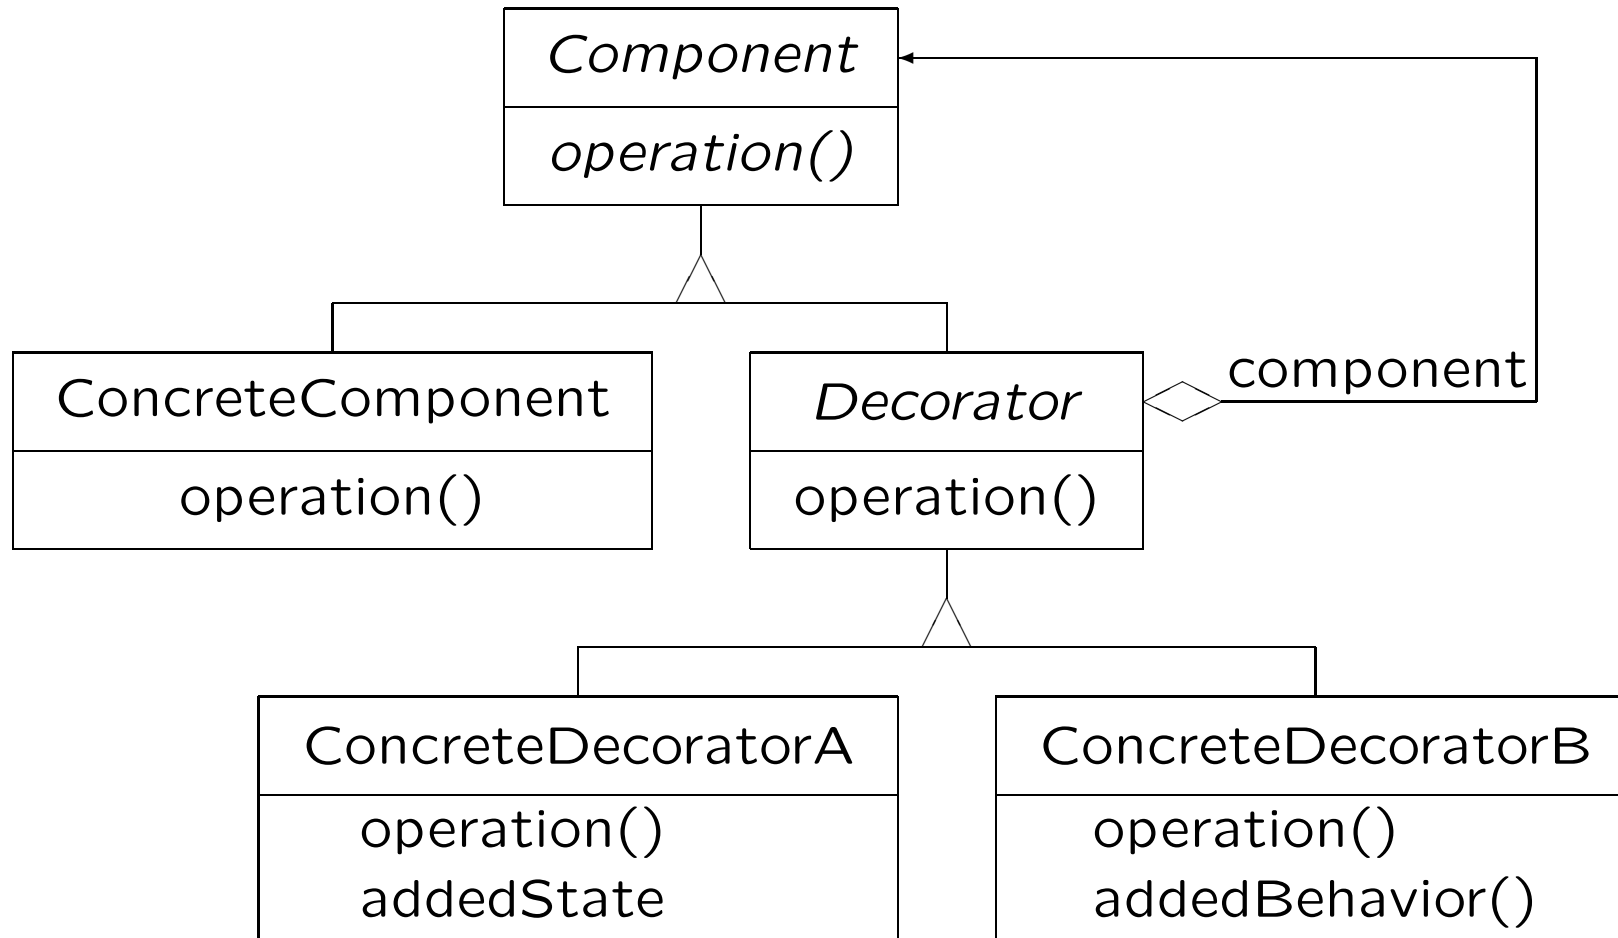 Component
operation()
ConcreteComponent
operation()
Decorator
operation()
component
ConcreteDecoratorA
operation()
addedState
ConcreteDecoratorB
operation()
addedBehavior()